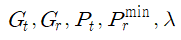 G_t, G_r, P_t, P_r^min, λ